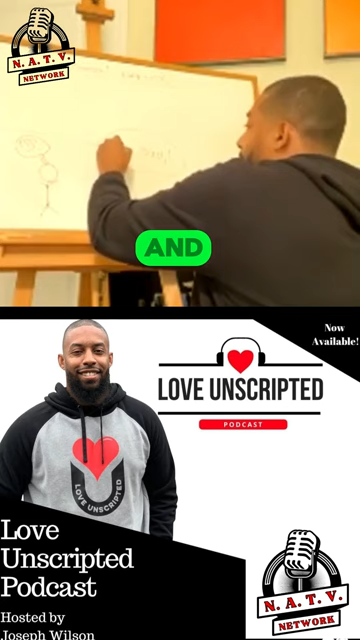 N. A. T. V.
NETWORK
AND
Now
Available!
LOVE UNSCRIPTED
PODCAST
LOVE UNSCRIPTED
Love
Unscripted
Podcast
Hosted by
Joseph Wilson
N. A. T. V.
NETWORK